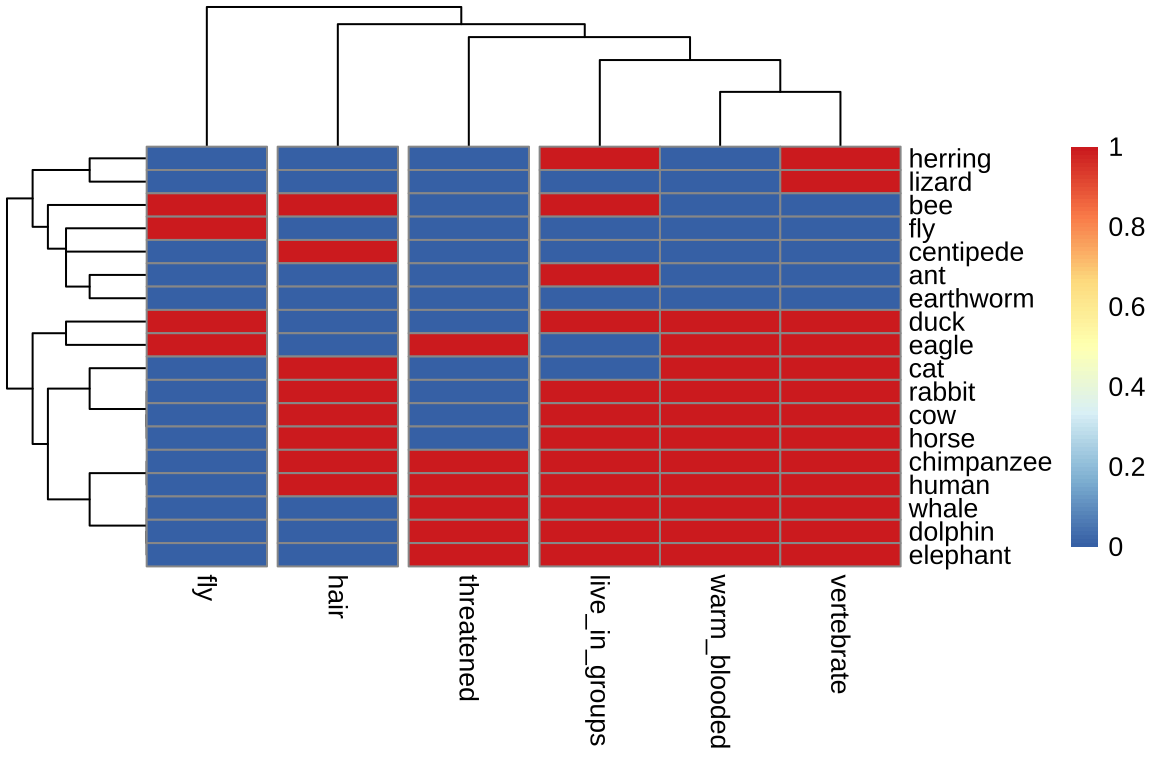 herring
lizard
bee
fly
centipede
ant
earthworm
duck
eagle
cat
rabbit
cow
horse
chimpanzee
human
whale
dolphin
elephant
1
0.8
0.6
0.4
0.2
0
fly
hair
threatened
live_in_groups
warm_blooded
vertebrate